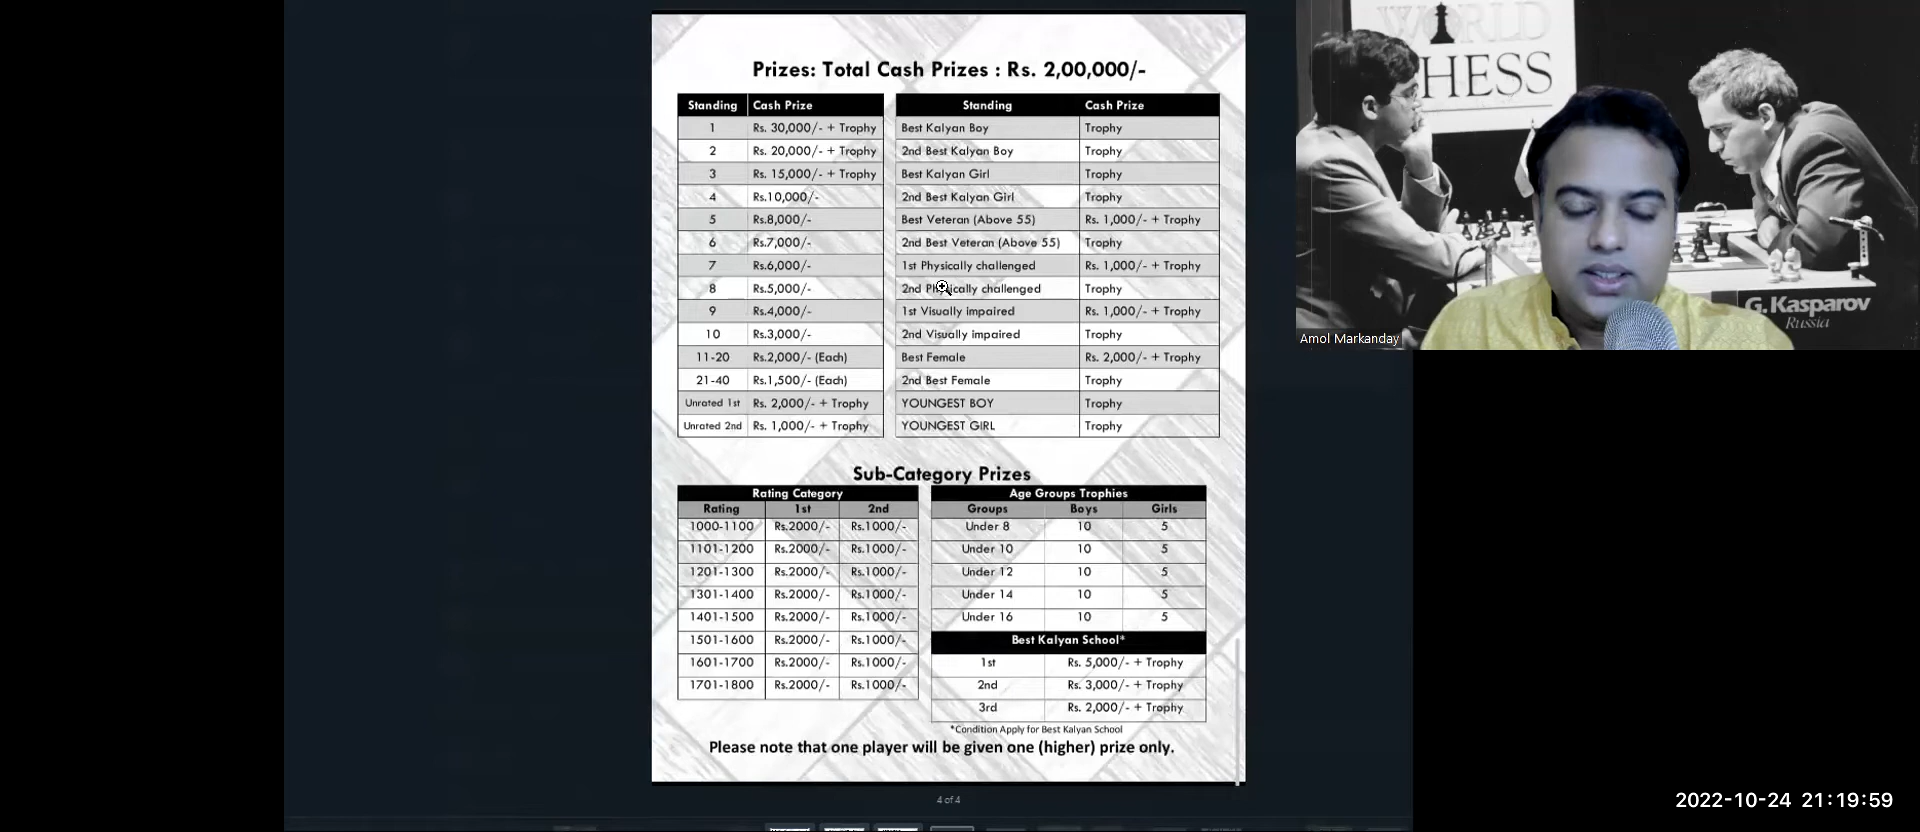 Prizes: Total Cash Prizes : Rs. 2,00,000/-
Standing Cash Prize
1 Rs. 30,000/- + Trophy
2 Rs. 20,000/- + Trophy
3 Rs. 15,000/- + Trophy
4 Rs.10,000/-
5 Rs.8,000/-
6 Rs.7,000/-
7 Rs.6,000/-
8 Rs.5,000/-
9 Rs.4,000/-
10 Rs.3,000/-
11-20 Rs.2,000/- (Each)
21-40 Rs.1,500/- (Each)
Unrated 1st Rs. 2,000/- + Trophy
Unrated 2nd Rs. 1,000/- + Trophy
Standing Cash Prize
Best Kalyan Boy Trophy
2nd Best Kalyan Boy Trophy
Best Kalyan Girl Trophy
2nd Best Kalyan Girl Trophy
Best Veteran (Above 55) Rs. 1,000/- + Trophy
2nd Best Veteran (Above 55) Trophy
1st Physically challenged Rs. 1,000/- + Trophy
2nd Physically challenged Trophy
1st Visually impaired Rs. 1,000/- + Trophy
2nd Visually impaired Trophy
Best Female Rs. 2,000/- + Trophy
2nd Best Female Trophy
YOUNGEST BOY Trophy
YOUNGEST GIRL Trophy
Sub-Category Prizes
Rating Category
Rating 1st 2nd
1000-1100 Rs.2000/- Rs.1000/-
1101-1200 Rs.2000/- Rs.1000/-
1201-1300 Rs.2000/- Rs.1000/-
1301-1400 Rs.2000/- Rs.1000/-
1401-1500 Rs.2000/- Rs.1000/-
1501-1600 Rs.2000/- Rs.1000/-
1601-1700 Rs.2000/- Rs.1000/-
1701-1800 Rs.2000/- Rs.1000/-
Age Groups Trophies
Groups Boys Girls
Under 8 10 5
Under 10 10 5
Under 12 10 5
Under 14 10 5
Under 16 10 5
Best Kalyan School*
1st Rs. 5,000/- + Trophy
2nd Rs. 3,000/- + Trophy
3rd Rs. 2,000/- + Trophy
*Condition Apply for Best Kalyan School
Please note that one player will be given one (higher) prize only.
4 of 4
WORLD
CHESS
G. Kasparov
Russia
Amol Markanday
2022-10-24 21:19:59